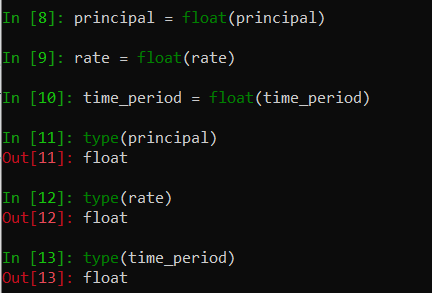 In [8]: principal = float(principal)
In [9]: rate = float(rate)
In [10]: time_period = float(time_period)
In [11]: type(principal)
Out[11]: float
In [12]: type(rate)
Out[12]: float
In [13]: type(time_period)
Out[13]: float